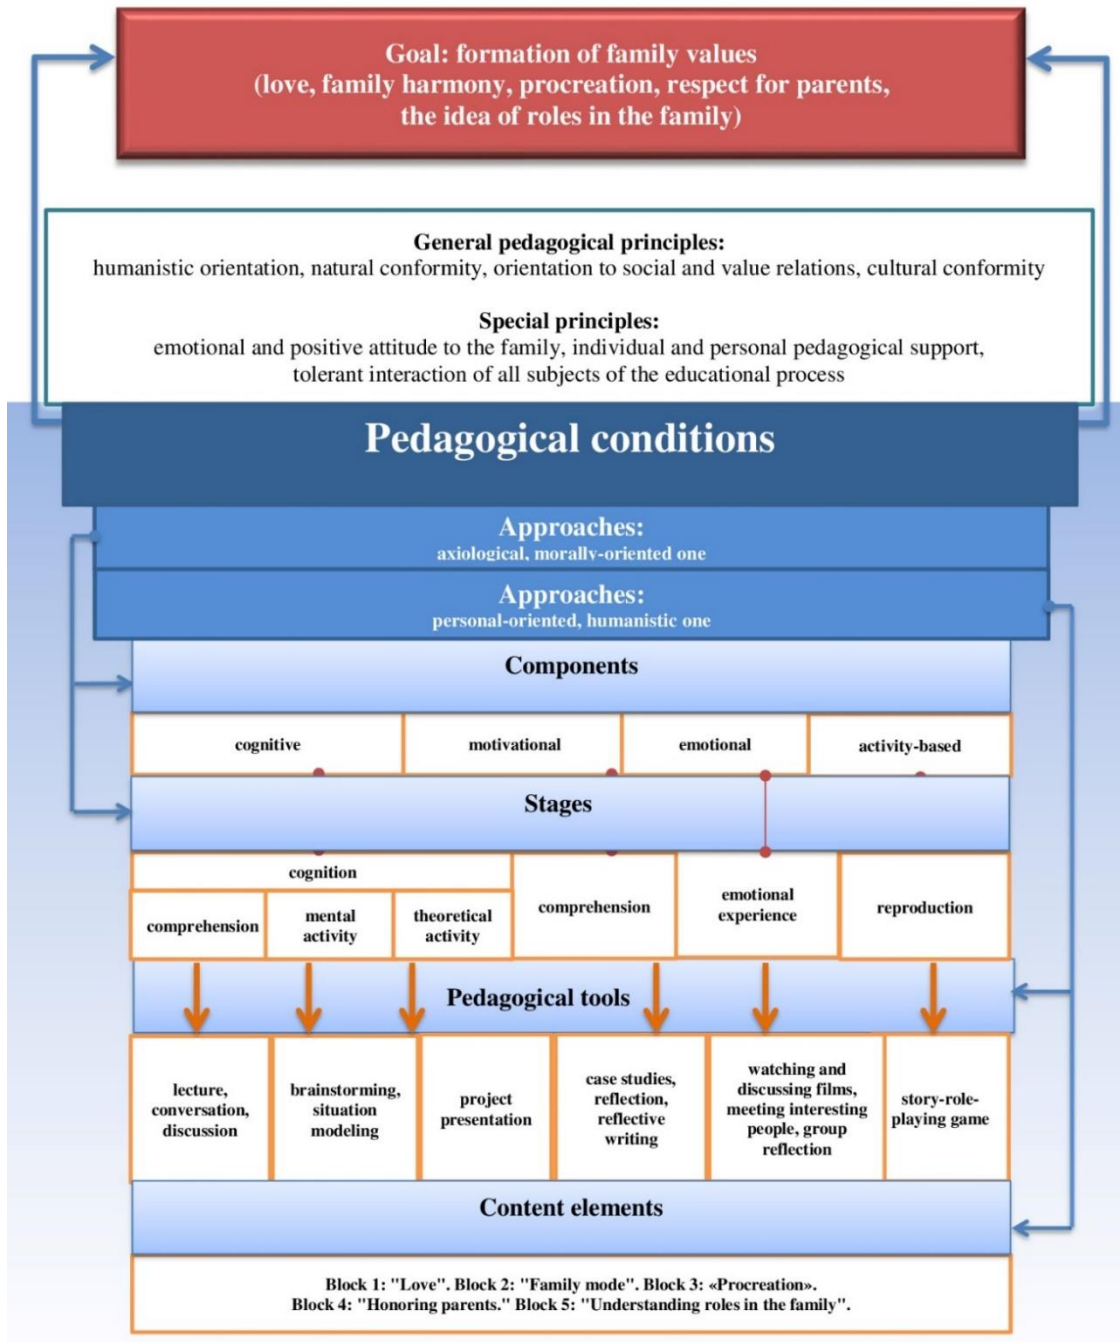 Goal: formation of family values
(love, family harmony, procreation, respect for parents,
the idea of roles in the family)
General pedagogical principles:
humanistic orientation, natural conformity, orientation to social and value relations, cultural conformity
Special principles:
emotional and positive attitude to the family, individual and personal pedagogical support,
tolerant interaction of all subjects of the educational process
Pedagogical conditions
Approaches:
axiological, morally-oriented one
Approaches:
personal-oriented, humanistic one
Components
cognitive
motivational
emotional
activity-based
Stages
cognition
comprehension
mental
activity
theoretical
activity
comprehension
emotional
experience
reproduction
Pedagogical tools
lecture,
conversation,
discussion
brainstorming,
situation
modeling
project
presentation
case studies,
reflection,
reflective
writing
watching and
discussing films,
meeting interesting
people, group
reflection
story-role-
playing game
Content elements
Block 1: "Love". Block 2: "Family mode". Block 3: «Procreation».
Block 4: "Honoring parents." Block 5: "Understanding roles in the family".